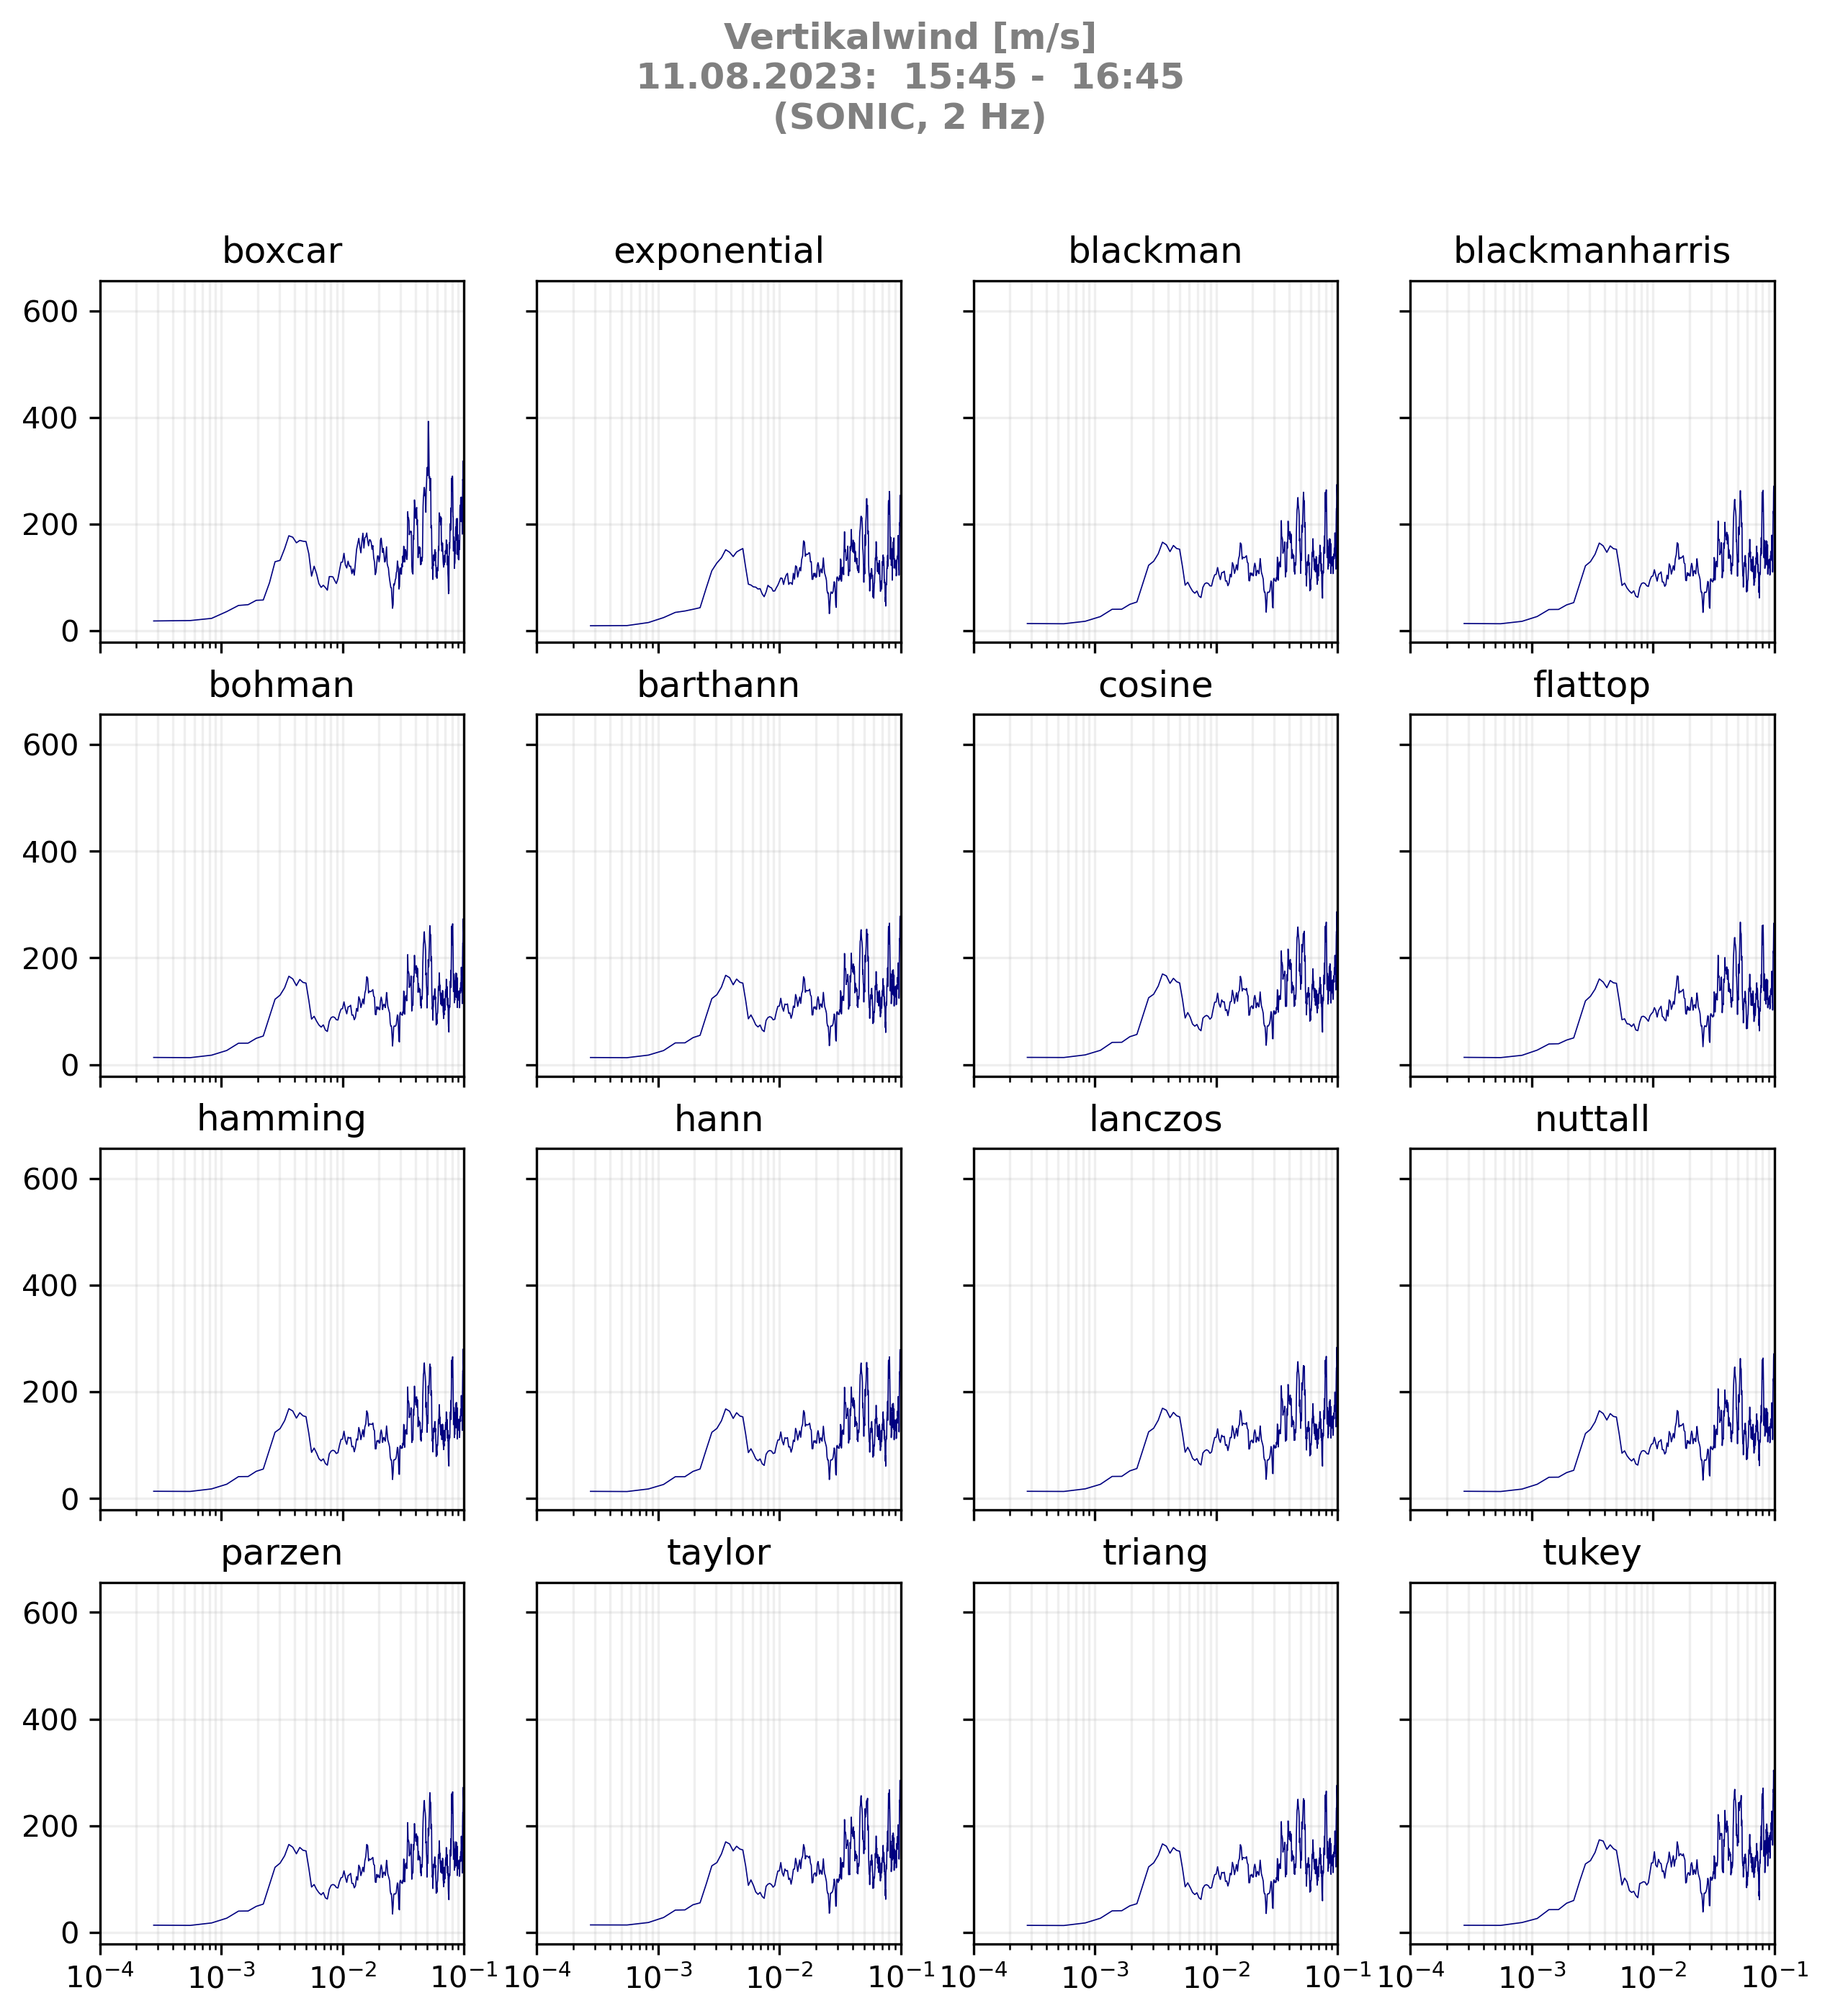 Vertikalwind [m/s]
11.08.2023:  15:45 -  16:45
(SONIC, 2 Hz)
boxcar exponential blackman blackmanharris
600
400
200
0
bohman barthann cosine flattop
600
400
200
0
hamming hann lanczos nuttall
600
400
200
0
parzen taylor triang tukey
600
400
200
0
10⁻⁴ 10⁻³ 10⁻² 10⁻¹ 10⁻⁴ 10⁻³ 10⁻² 10⁻¹ 10⁻⁴ 10⁻³ 10⁻² 10⁻¹ 10⁻⁴ 10⁻³ 10⁻² 10⁻¹